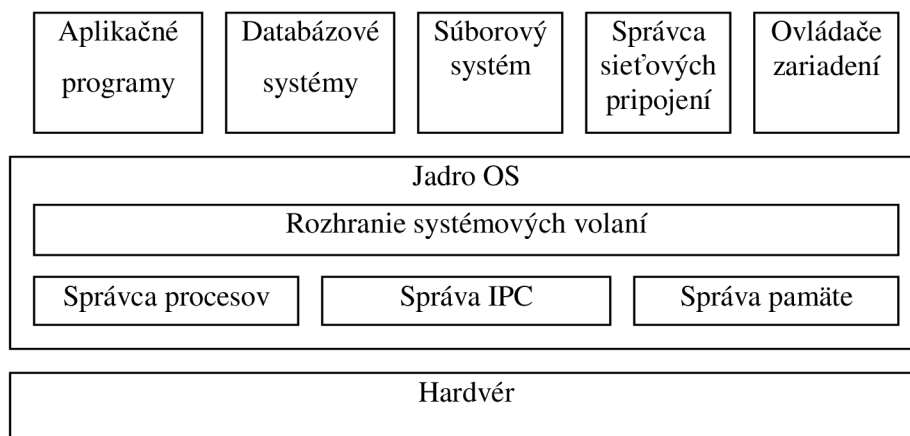 Aplikačné
programy
Databázové
systémy
Súborový
systém
Správca
sieťových
pripojení
Ovládače
zariadení
Jadro OS
Rozhranie systémových volaní
Správca procesov
Správa IPC
Správa pamäte
Hardvér